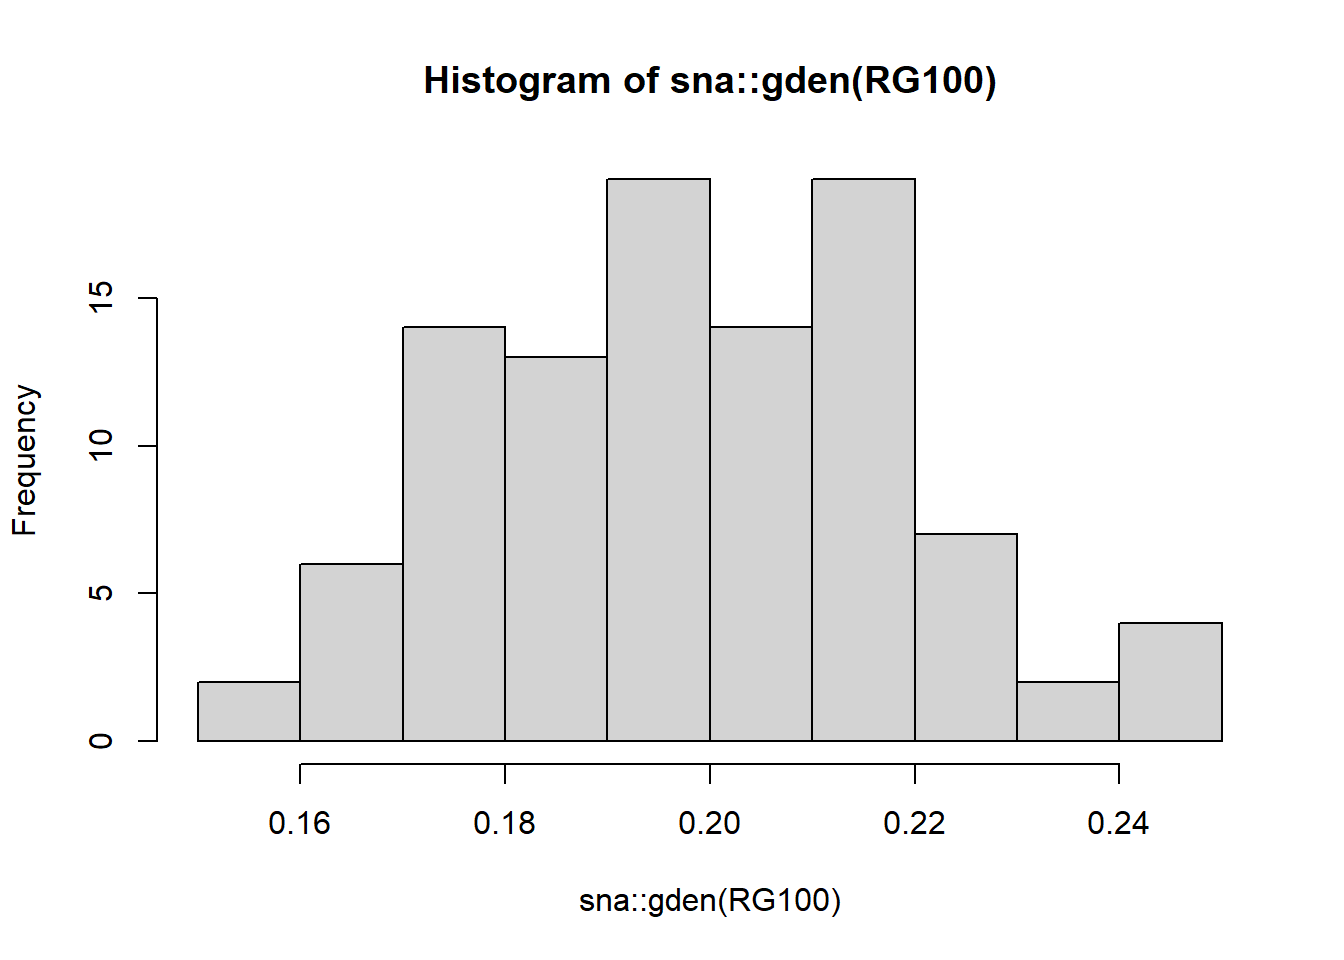 Histogram of sna::gden(RG100)
Frequency
15
10
5
0
0.16 0.18 0.20 0.22 0.24
sna::gden(RG100)